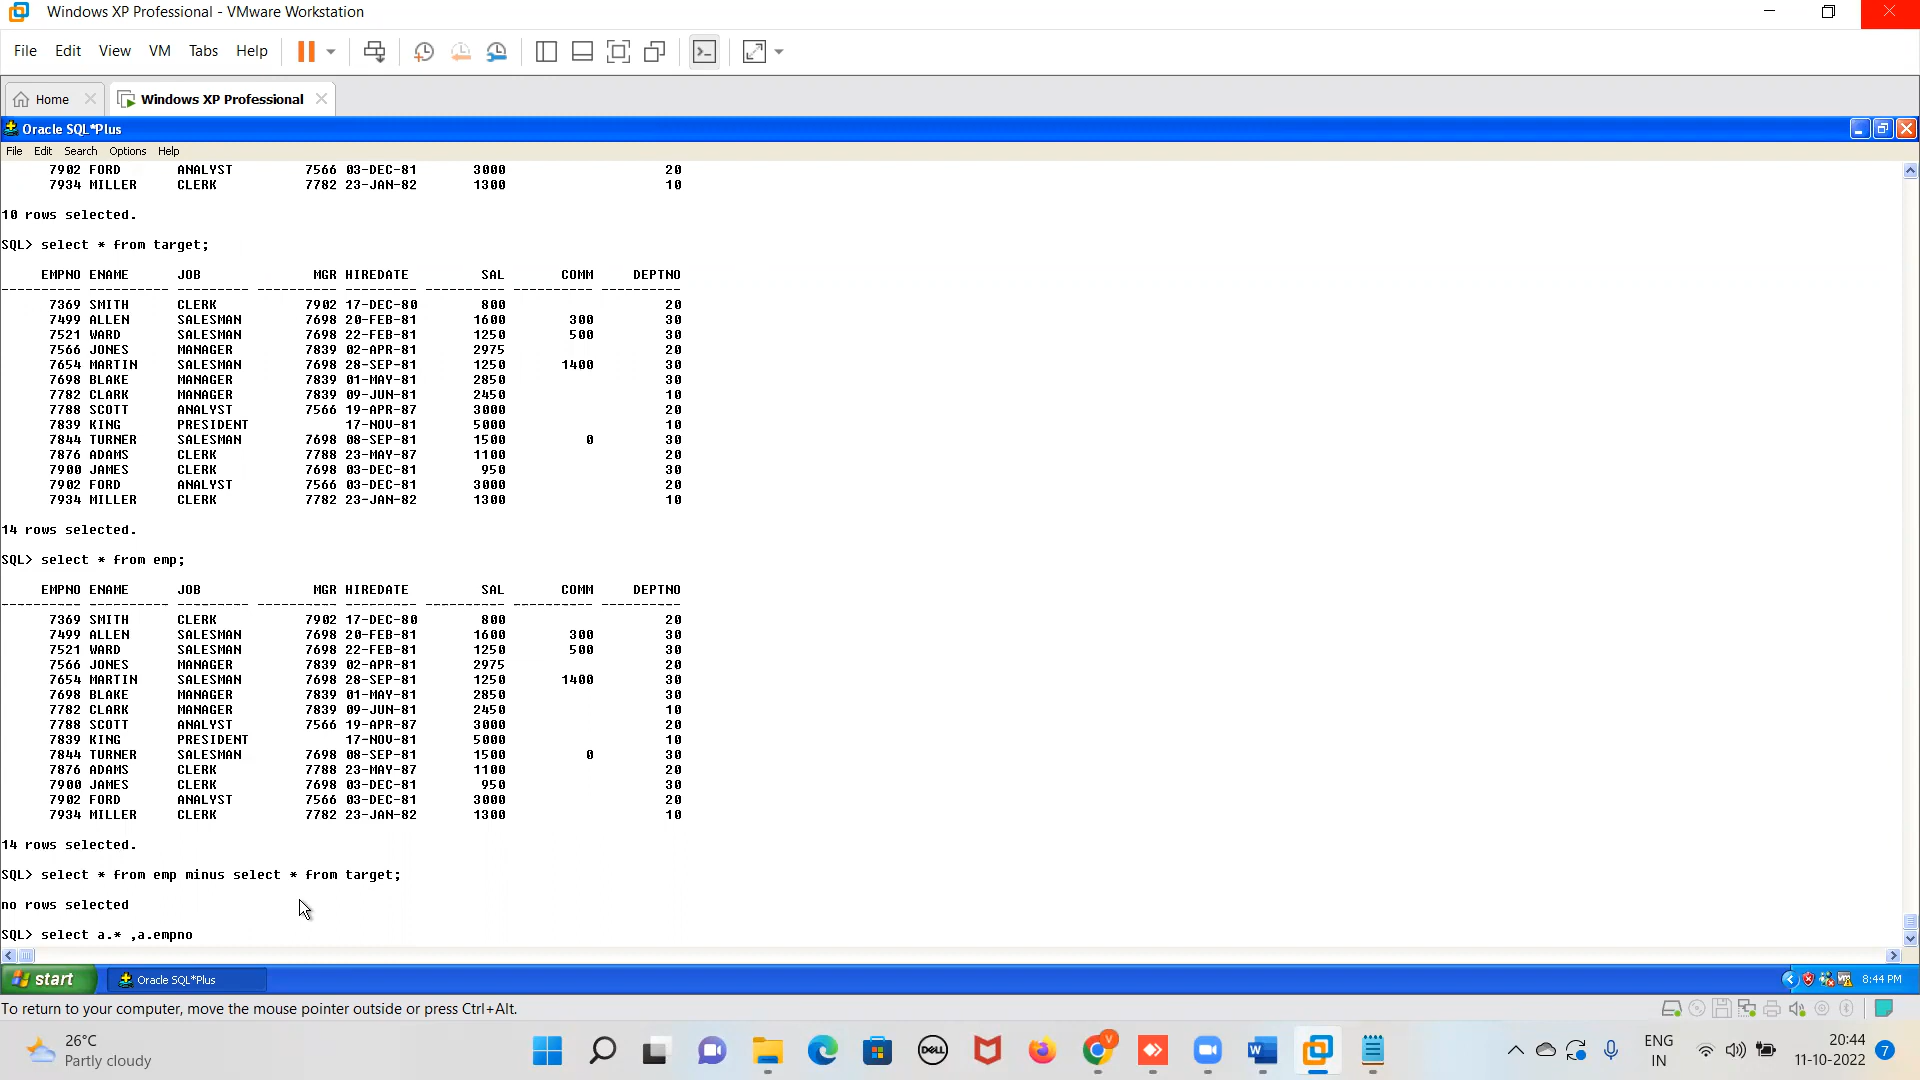 Windows XP Professional - VMware Workstation
File Edit View VM Tabs Help
Home Windows XP Professional
Oracle SQL*Plus
File Edit Search Options Help
7902 FORD ANALYST 7566 03-DEC-81 3000 20
7934 MILLER CLERK 7782 23-JAN-82 1300 10
10 rows selected.
SQL> select * from target;
EMPNO ENAME JOB MGR HIREDATE SAL COMM DEPTNO
---------- ---------- --------- ---------- --------- ---------- ---------- ----------
7369 SMITH CLERK 7902 17-DEC-80 800 20
7499 ALLEN SALESMAN 7698 20-FEB-81 1600 300 30
7521 WARD SALESMAN 7698 22-FEB-81 1250 500 30
7566 JONES MANAGER 7839 02-APR-81 2975 20
7654 MARTIN SALESMAN 7698 28-SEP-81 1250 1400 30
7698 BLAKE MANAGER 7839 01-MAY-81 2850 30
7782 CLARK MANAGER 7839 09-JUN-81 2450 10
7788 SCOTT ANALYST 7566 19-APR-87 3000 20
7839 KING PRESIDENT 17-NOV-81 5000 10
7844 TURNER SALESMAN 7698 08-SEP-81 1500 0 30
7876 ADAMS CLERK 7788 23-MAY-87 1100 20
7900 JAMES CLERK 7698 03-DEC-81 950 30
7902 FORD ANALYST 7566 03-DEC-81 3000 20
7934 MILLER CLERK 7782 23-JAN-82 1300 10
14 rows selected.
SQL> select * from emp;
EMPNO ENAME JOB MGR HIREDATE SAL COMM DEPTNO
---------- ---------- --------- ---------- --------- ---------- ---------- ----------
7369 SMITH CLERK 7902 17-DEC-80 800 20
7499 ALLEN SALESMAN 7698 20-FEB-81 1600 300 30
7521 WARD SALESMAN 7698 22-FEB-81 1250 500 30
7566 JONES MANAGER 7839 02-APR-81 2975 20
7654 MARTIN SALESMAN 7698 28-SEP-81 1250 1400 30
7698 BLAKE MANAGER 7839 01-MAY-81 2850 30
7782 CLARK MANAGER 7839 09-JUN-81 2450 10
7788 SCOTT ANALYST 7566 19-APR-87 3000 20
7839 KING PRESIDENT 17-NOV-81 5000 10
7844 TURNER SALESMAN 7698 08-SEP-81 1500 0 30
7876 ADAMS CLERK 7788 23-MAY-87 1100 20
7900 JAMES CLERK 7698 03-DEC-81 950 30
7902 FORD ANALYST 7566 03-DEC-81 3000 20
7934 MILLER CLERK 7782 23-JAN-82 1300 10
14 rows selected.
SQL> select * from emp minus select * from target;
no rows selected
SQL> select a.* ,a.empno
start Oracle SQL*Plus 8:44 PM
To return to your computer, move the mouse pointer outside or press Ctrl+Alt.
26°C
Partly cloudy
DELL
V
W
ENG
IN
20:44
11-10-2022
7